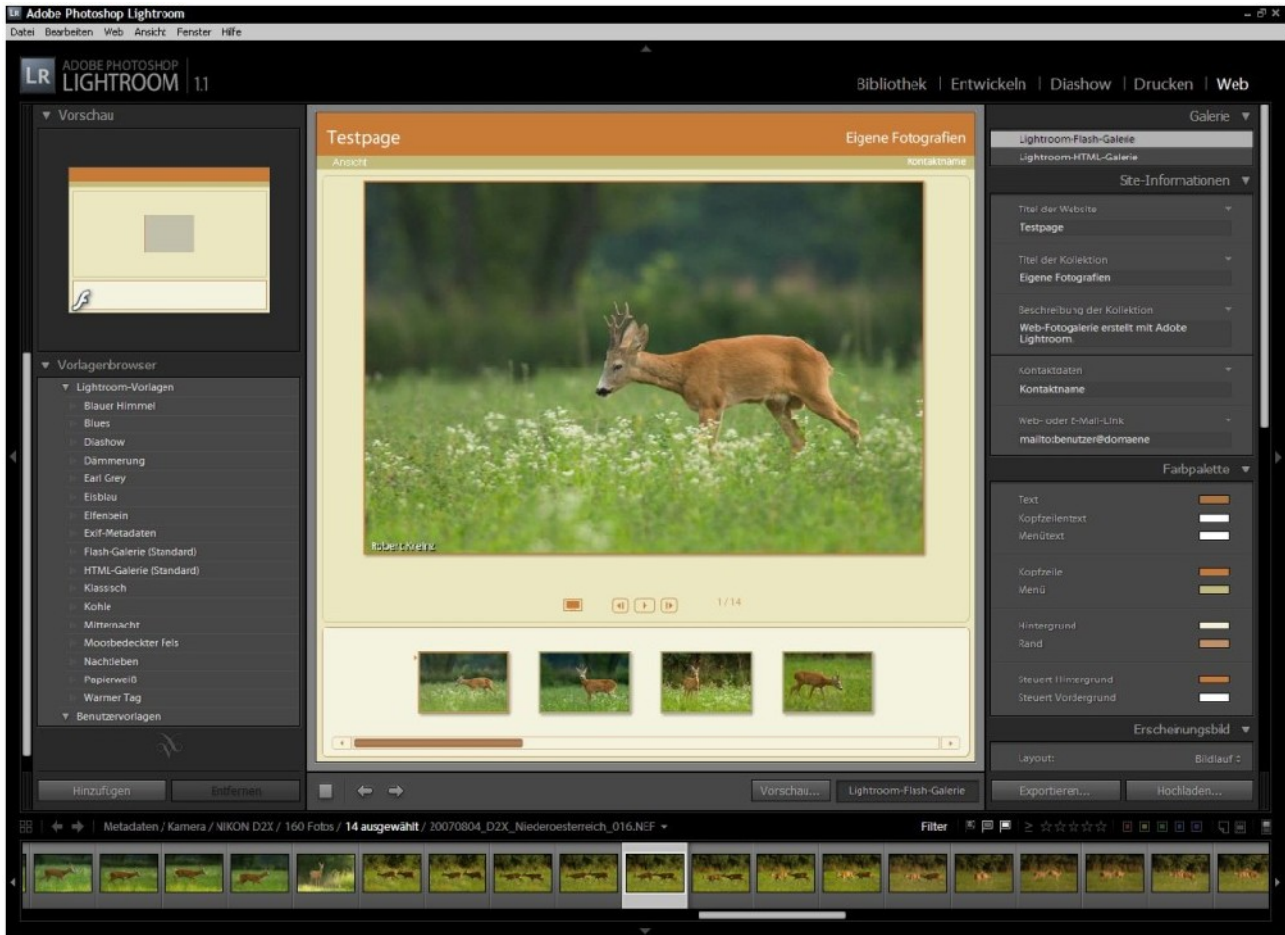 LR Adobe Photoshop Lightroom
Datei Bearbeiten Web Ansicht Fenster Hilfe
LR ADOBE PHOTOSHOP
LIGHTROOM 1.1
Bibliothek | Entwickeln | Diashow | Drucken | Web
Vorschau
Vorlagenbrowser
Lightroom-Vorlagen
Blauer Himmel
Blues
Diashow
Dämmerung
Earl Grey
Eisblau
Elfenbein
Exif-Metadaten
Flash-Galerie (Standard)
HTML-Galerie (Standard)
Klassisch
Kohle
Mitternacht
Moosbedeckter Fels
Nachtleben
Papierweiß
Warmer Tag
Benutzervorlagen
Hinzufügen Entfernen
Testpage Eigene Fotografien
Ansicht Kontaktname
Robert Kreinz
1/14
Vorschau... Lightroom-Flash-Galerie
Galerie
Lightroom-Flash-Galerie
Lightroom-HTML-Galerie
Site-Informationen
Titel der Website
Testpage
Titel der Kollektion
Eigene Fotografien
Beschreibung der Kollektion
Web-Fotogalerie erstellt mit Adobe
Lightroom.
Kontaktdaten
Kontaktname
Web- oder E-Mail-Link
mailto:benutzer@domaene
Farbpalette
Text
Kopfzeilentext
Menütext
Kopfzeile
Menü
Hintergrund
Rand
Steuert Hintergrund
Steuert Vordergrund
Erscheinungsbild
Layout: Bildlauf
Exportieren... Hochladen...
Metadaten / Kamera / NIKON D2X / 160 Fotos / 14 ausgewählt / 20070804_D2X_Niederoesterreich_016.NEF
Filter